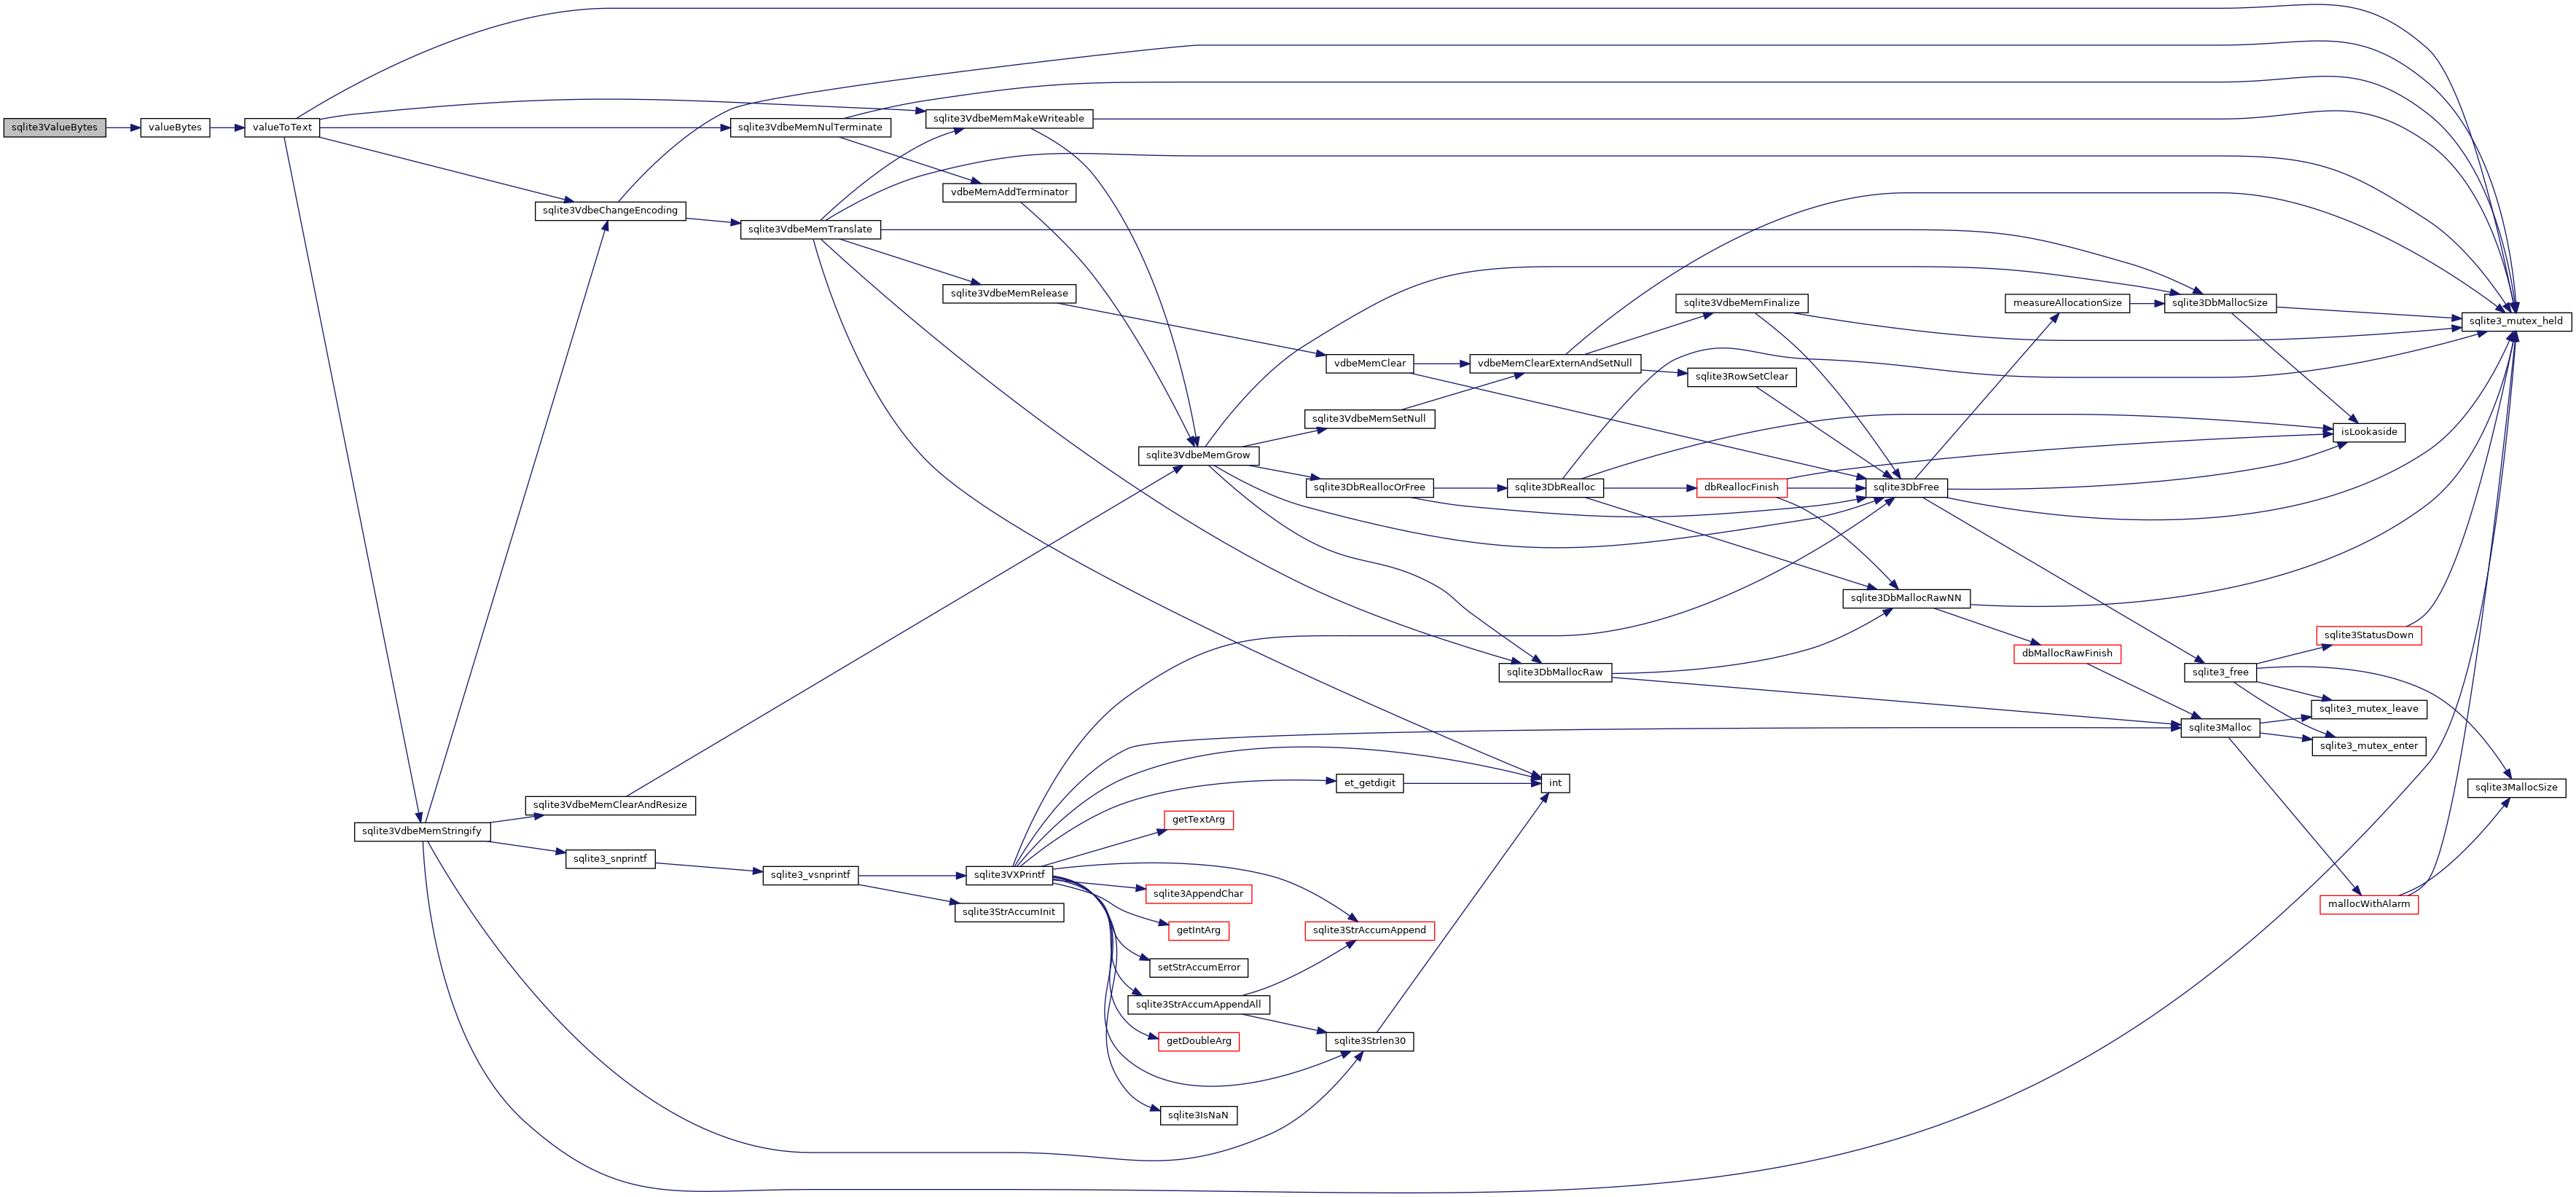 sqlite3ValueBytes
valueBytes
valueToText
sqlite3VdbeMemNulTerminate
sqlite3VdbeMemMakeWriteable
vdbeMemAddTerminator
sqlite3VdbeChangeEncoding
sqlite3VdbeMemTranslate
sqlite3VdbeMemRelease
sqlite3VdbeMemFinalize
measureAllocationSize
sqlite3DbMallocSize
sqlite3_mutex_held
vdbeMemClear
vdbeMemClearExternAndSetNull
sqlite3RowSetClear
sqlite3VdbeMemSetNull
isLookaside
sqlite3VdbeMemGrow
sqlite3DbReallocOrFree
sqlite3DbRealloc
dbReallocFinish
sqlite3DbFree
sqlite3DbMallocRawNN
sqlite3StatusDown
dbMallocRawFinish
sqlite3DbMallocRaw
sqlite3_free
sqlite3_mutex_leave
sqlite3Malloc
sqlite3_mutex_enter
et_getdigit
int
sqlite3MallocSize
sqlite3VdbeMemClearAndResize
getTextArg
sqlite3VdbeMemStringify
sqlite3_snprintf
sqlite3_vsnprintf
sqlite3VXPrintf
sqlite3AppendChar
mallocWithAlarm
sqlite3StrAccumInit
getIntArg
sqlite3StrAccumAppend
setStrAccumError
sqlite3StrAccumAppendAll
getDoubleArg
sqlite3Strlen30
sqlite3IsNaN